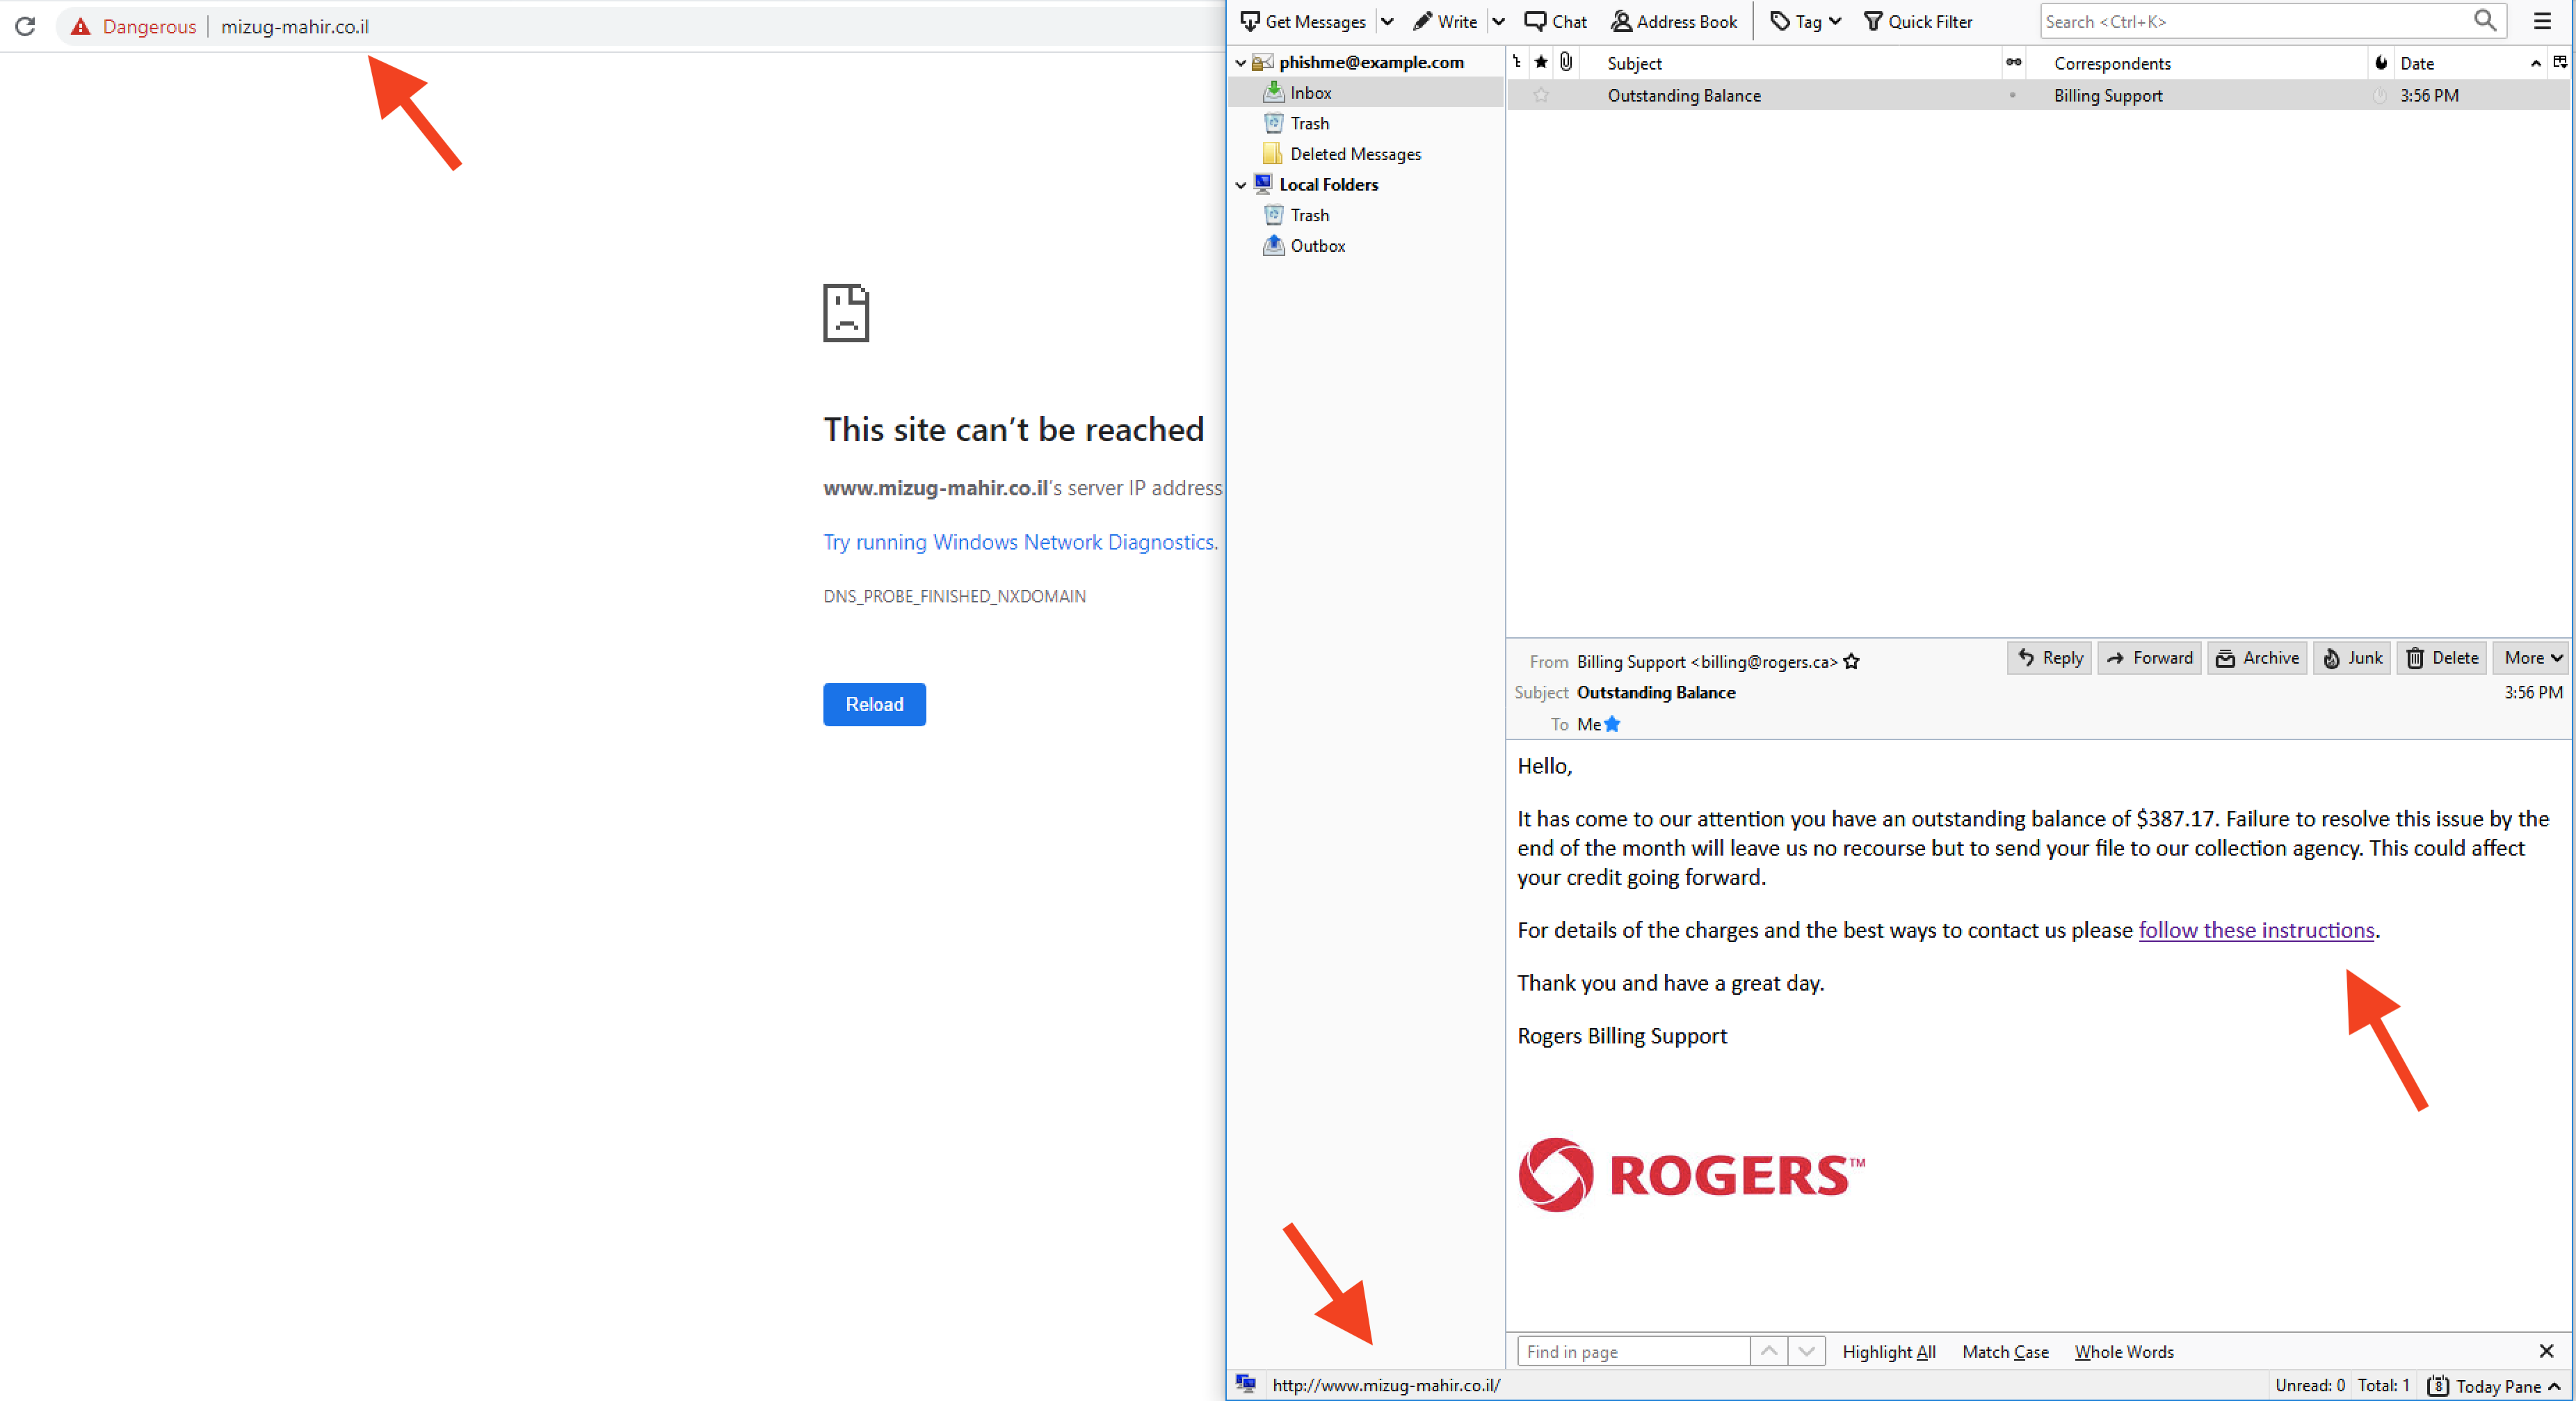 Dangerous | mizug-mahir.co.il
This site can't be reached
www.mizug-mahir.co.il's server IP address
Try running Windows Network Diagnostics.
DNS_PROBE_FINISHED_NXDOMAIN
Reload
Get Messages Write Chat Address Book Tag Quick Filter Search <Ctrl+K>
phishme@example.com
Inbox
Trash
Deleted Messages
Local Folders
Trash
Outbox
Subject Correspondents Date
Outstanding Balance Billing Support 3:56 PM
From Billing Support <billing@rogers.ca> Reply Forward Archive Junk Delete More
Subject Outstanding Balance 3:56 PM
To Me
Hello,
It has come to our attention you have an outstanding balance of $387.17. Failure to resolve this issue by the
end of the month will leave us no recourse but to send your file to our collection agency. This could affect
your credit going forward.
For details of the charges and the best ways to contact us please follow these instructions.
Thank you and have a great day.
Rogers Billing Support
ROGERS™
Find in page Highlight All Match Case Whole Words
http://www.mizug-mahir.co.il/ Unread: 0 Total: 1 8 Today Pane